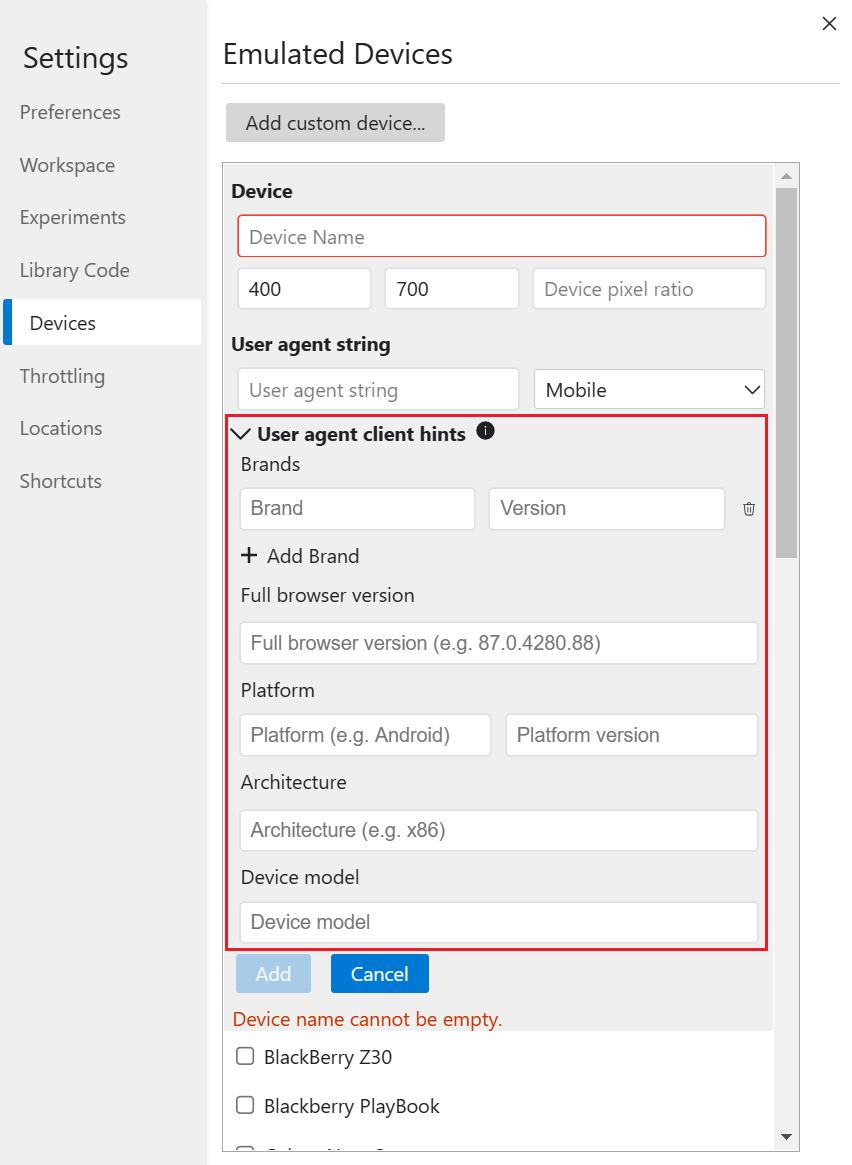 Settings
Preferences
Workspace
Experiments
Library Code
Devices
Throttling
Locations
Shortcuts
Emulated Devices
Add custom device...
Device
Device Name
400 700 Device pixel ratio
User agent string
User agent string Mobile
User agent client hints
Brands
Brand Version
Add Brand
Full browser version
Full browser version (e.g. 87.0.4280.88)
Platform
Platform (e.g. Android) Platform version
Architecture
Architecture (e.g. x86)
Device model
Device model
Add Cancel
Device name cannot be empty.
BlackBerry Z30
Blackberry PlayBook